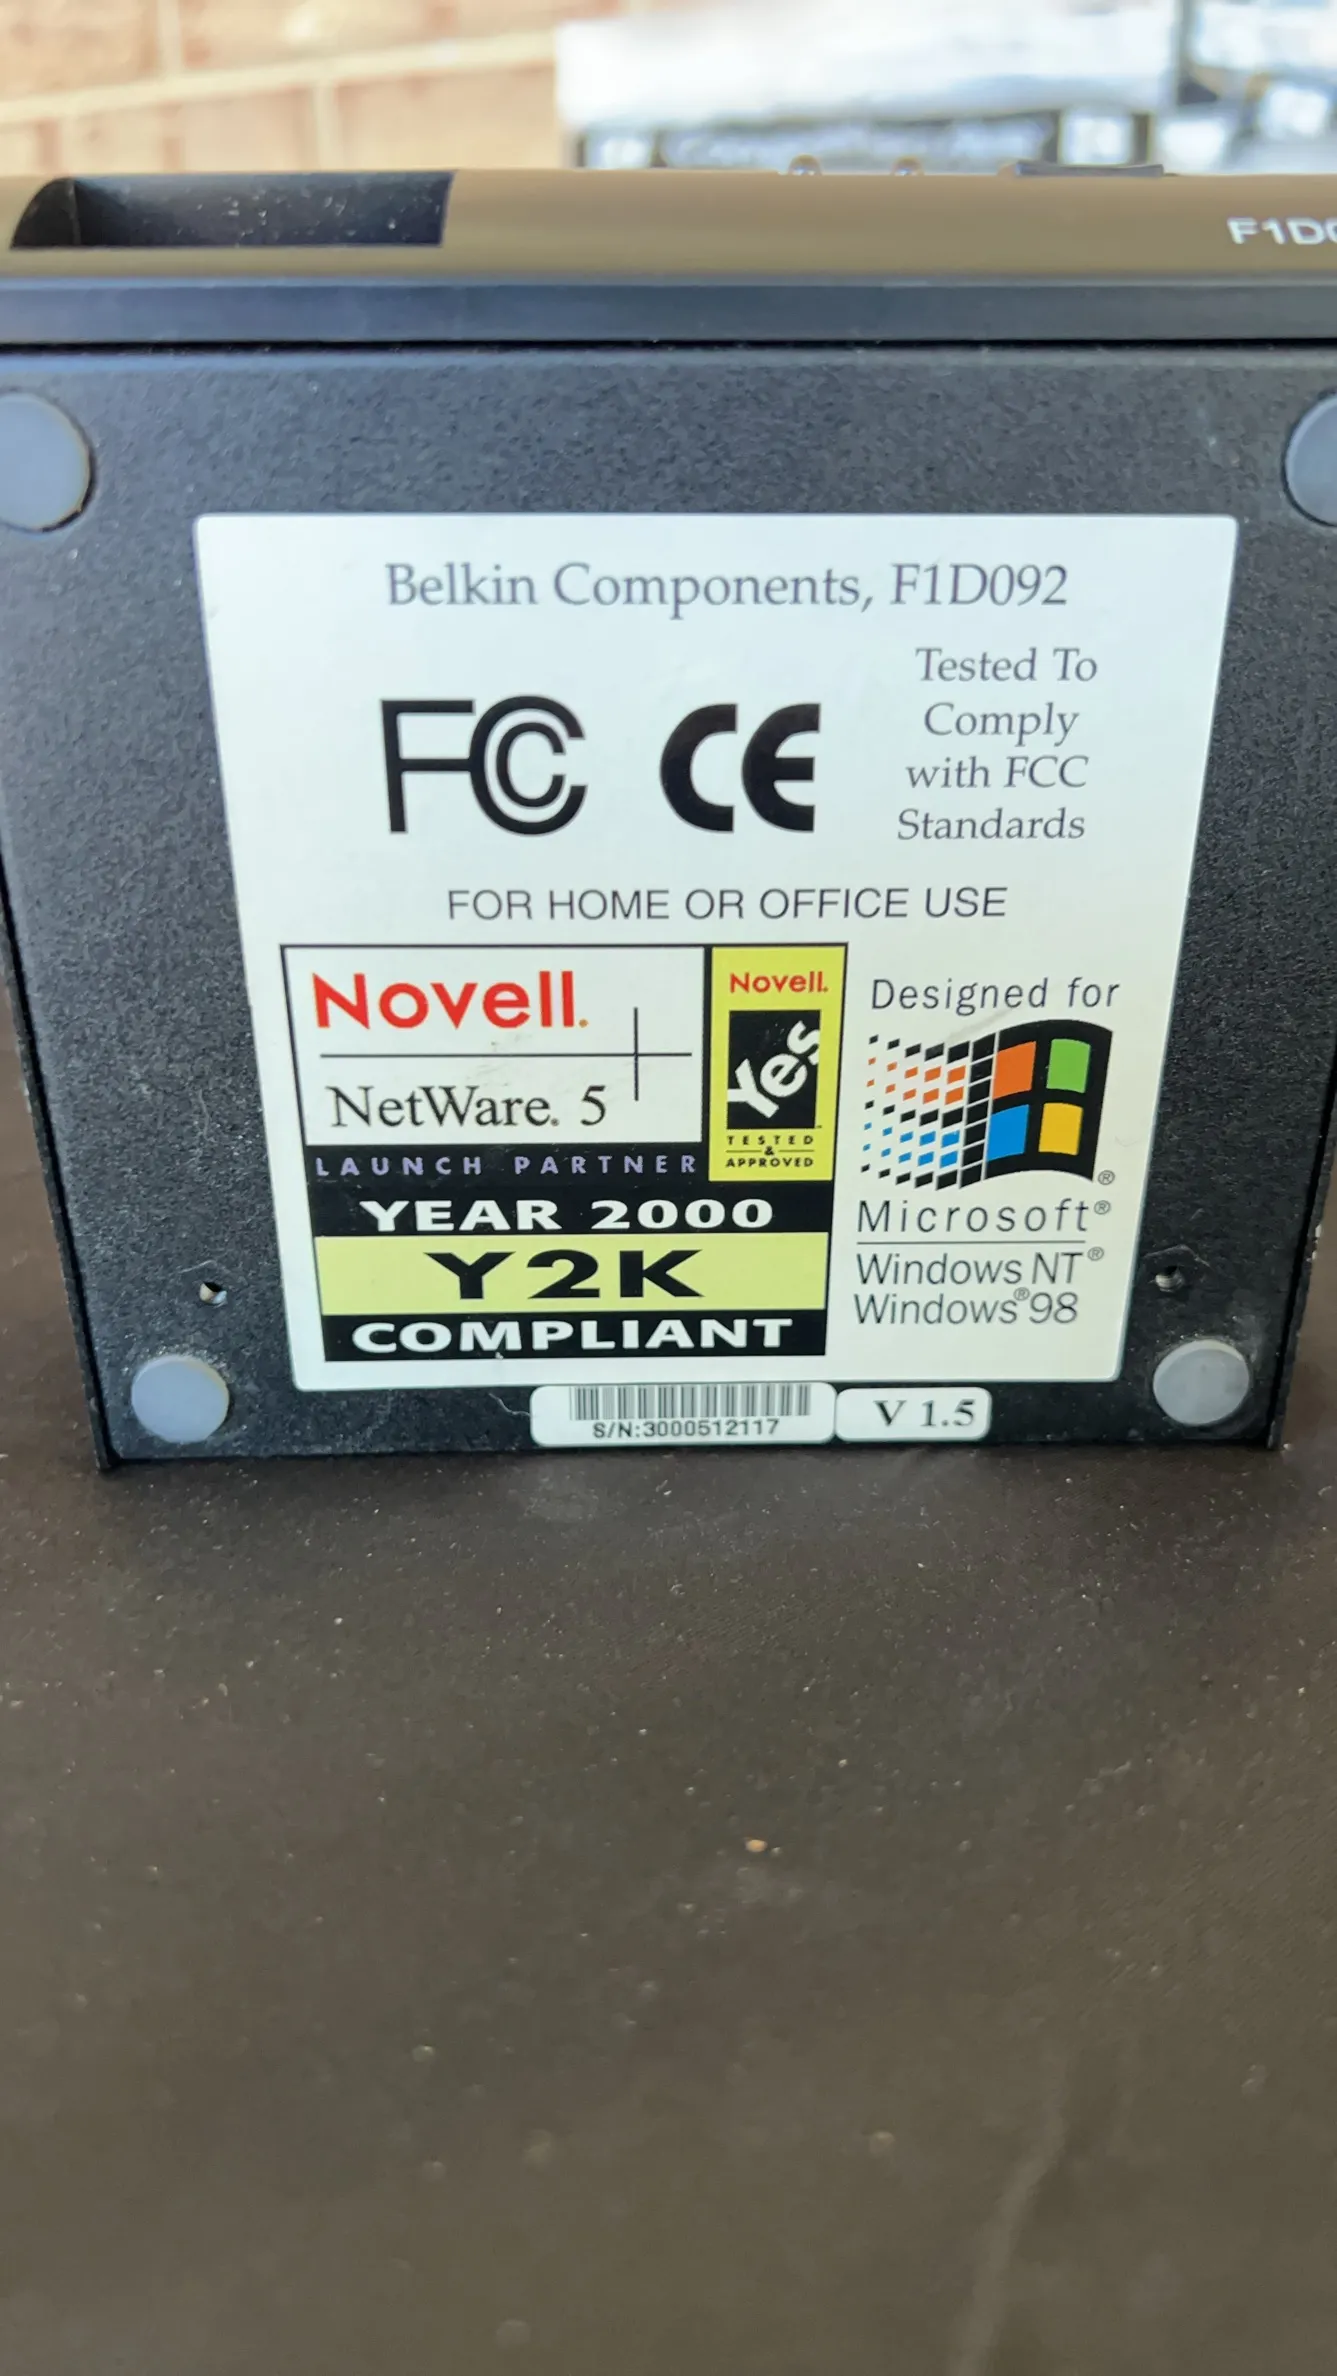 F1D0
Belkin Components, F1D092
FC
CE
Tested To
Comply
with FCC
Standards
FOR HOME OR OFFICE USE
Novell.
NetWare. 5
LAUNCH PARTNER
Novell.
Yes
TESTED
&
APPROVED
YEAR 2000
Y2K
COMPLIANT
Designed for
Microsoft®
Windows NT®
Windows®98
S/N:3000512117
V 1.5